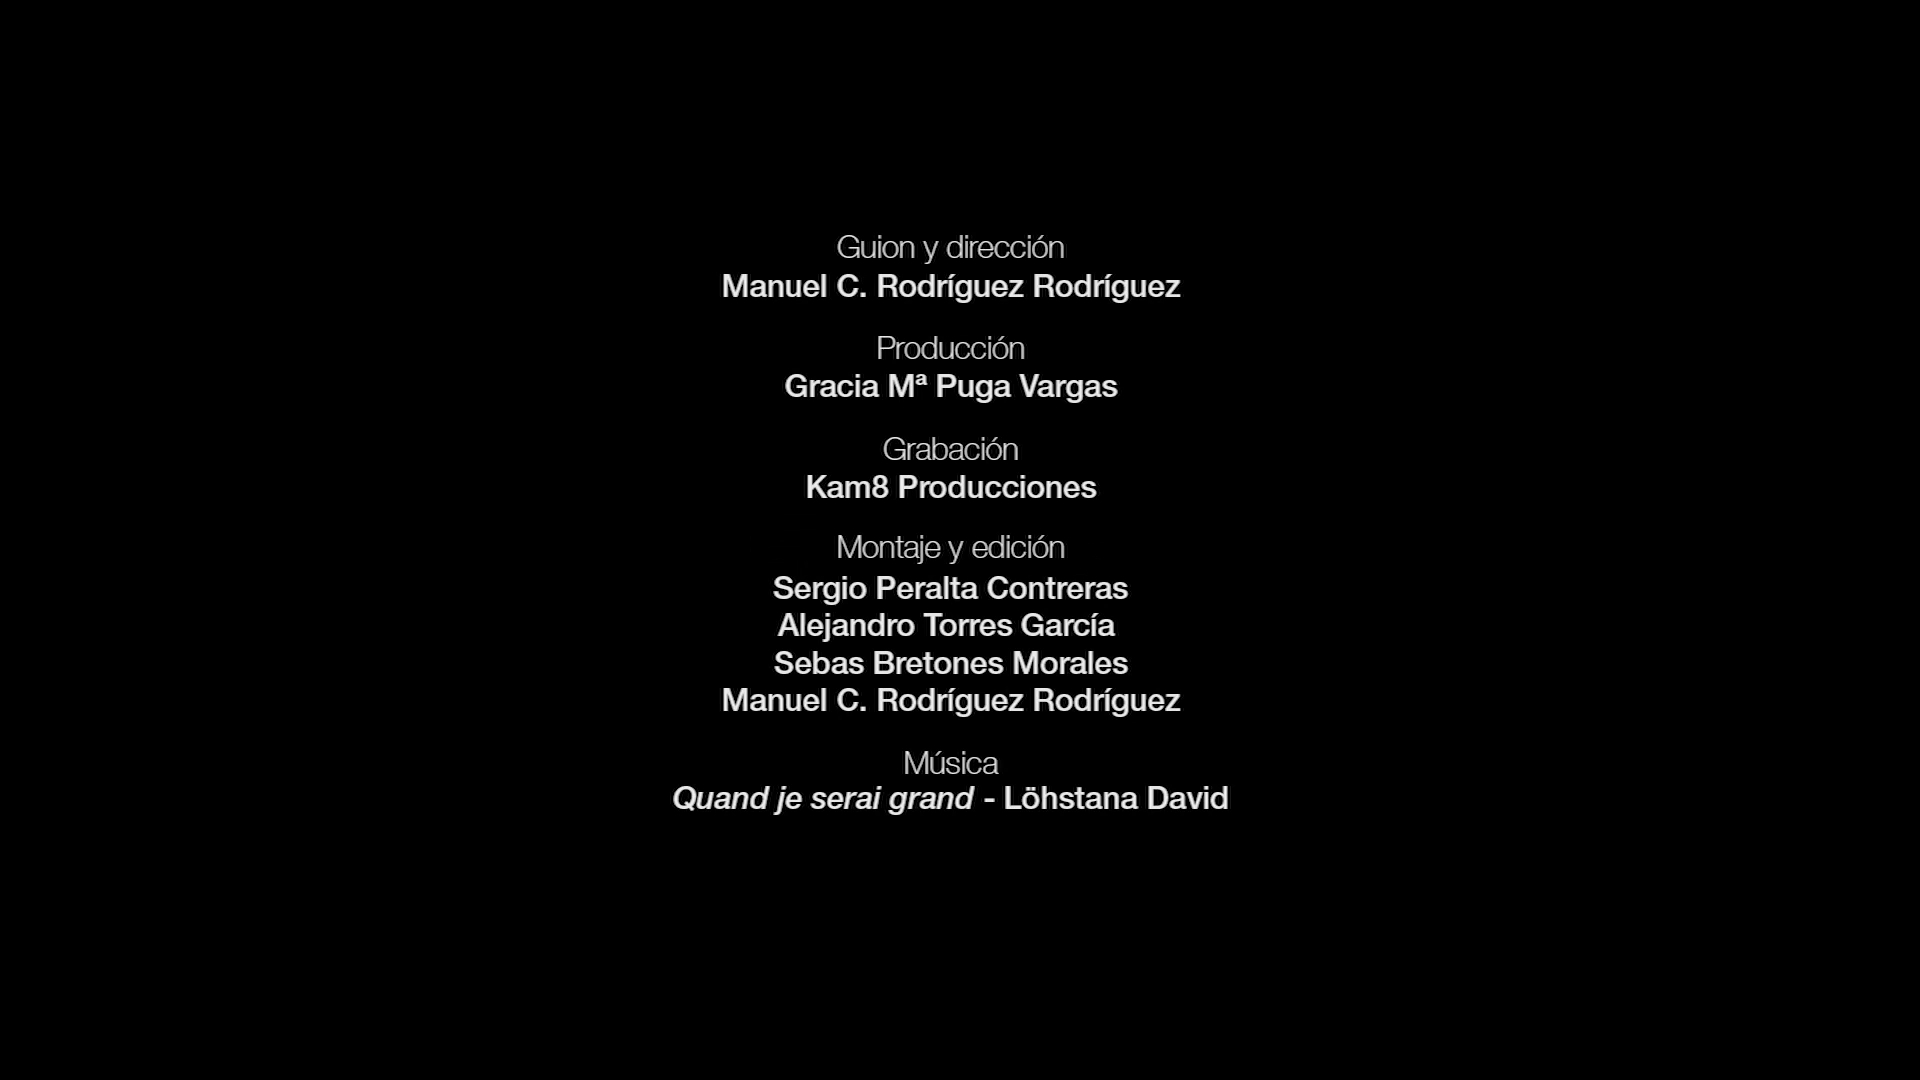 Guion y dirección
Manuel C. Rodríguez Rodríguez
Producción
Gracia Mª Puga Vargas
Grabación
Kam8 Producciones
Montaje y edición
Sergio Peralta Contreras
Alejandro Torres García
Sebas Bretones Morales
Manuel C. Rodríguez Rodríguez
Música
Quand je serai grand - Löhstana David